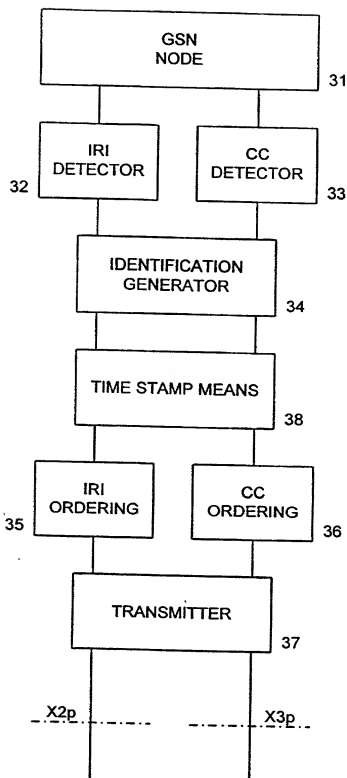 GSN
NODE
31
IRI
DETECTOR
32
CC
DETECTOR
33
IDENTIFICATION
GENERATOR
34
TIME STAMP MEANS
38
IRI
ORDERING
35
CC
ORDERING
36
TRANSMITTER
37
X2p
X3p